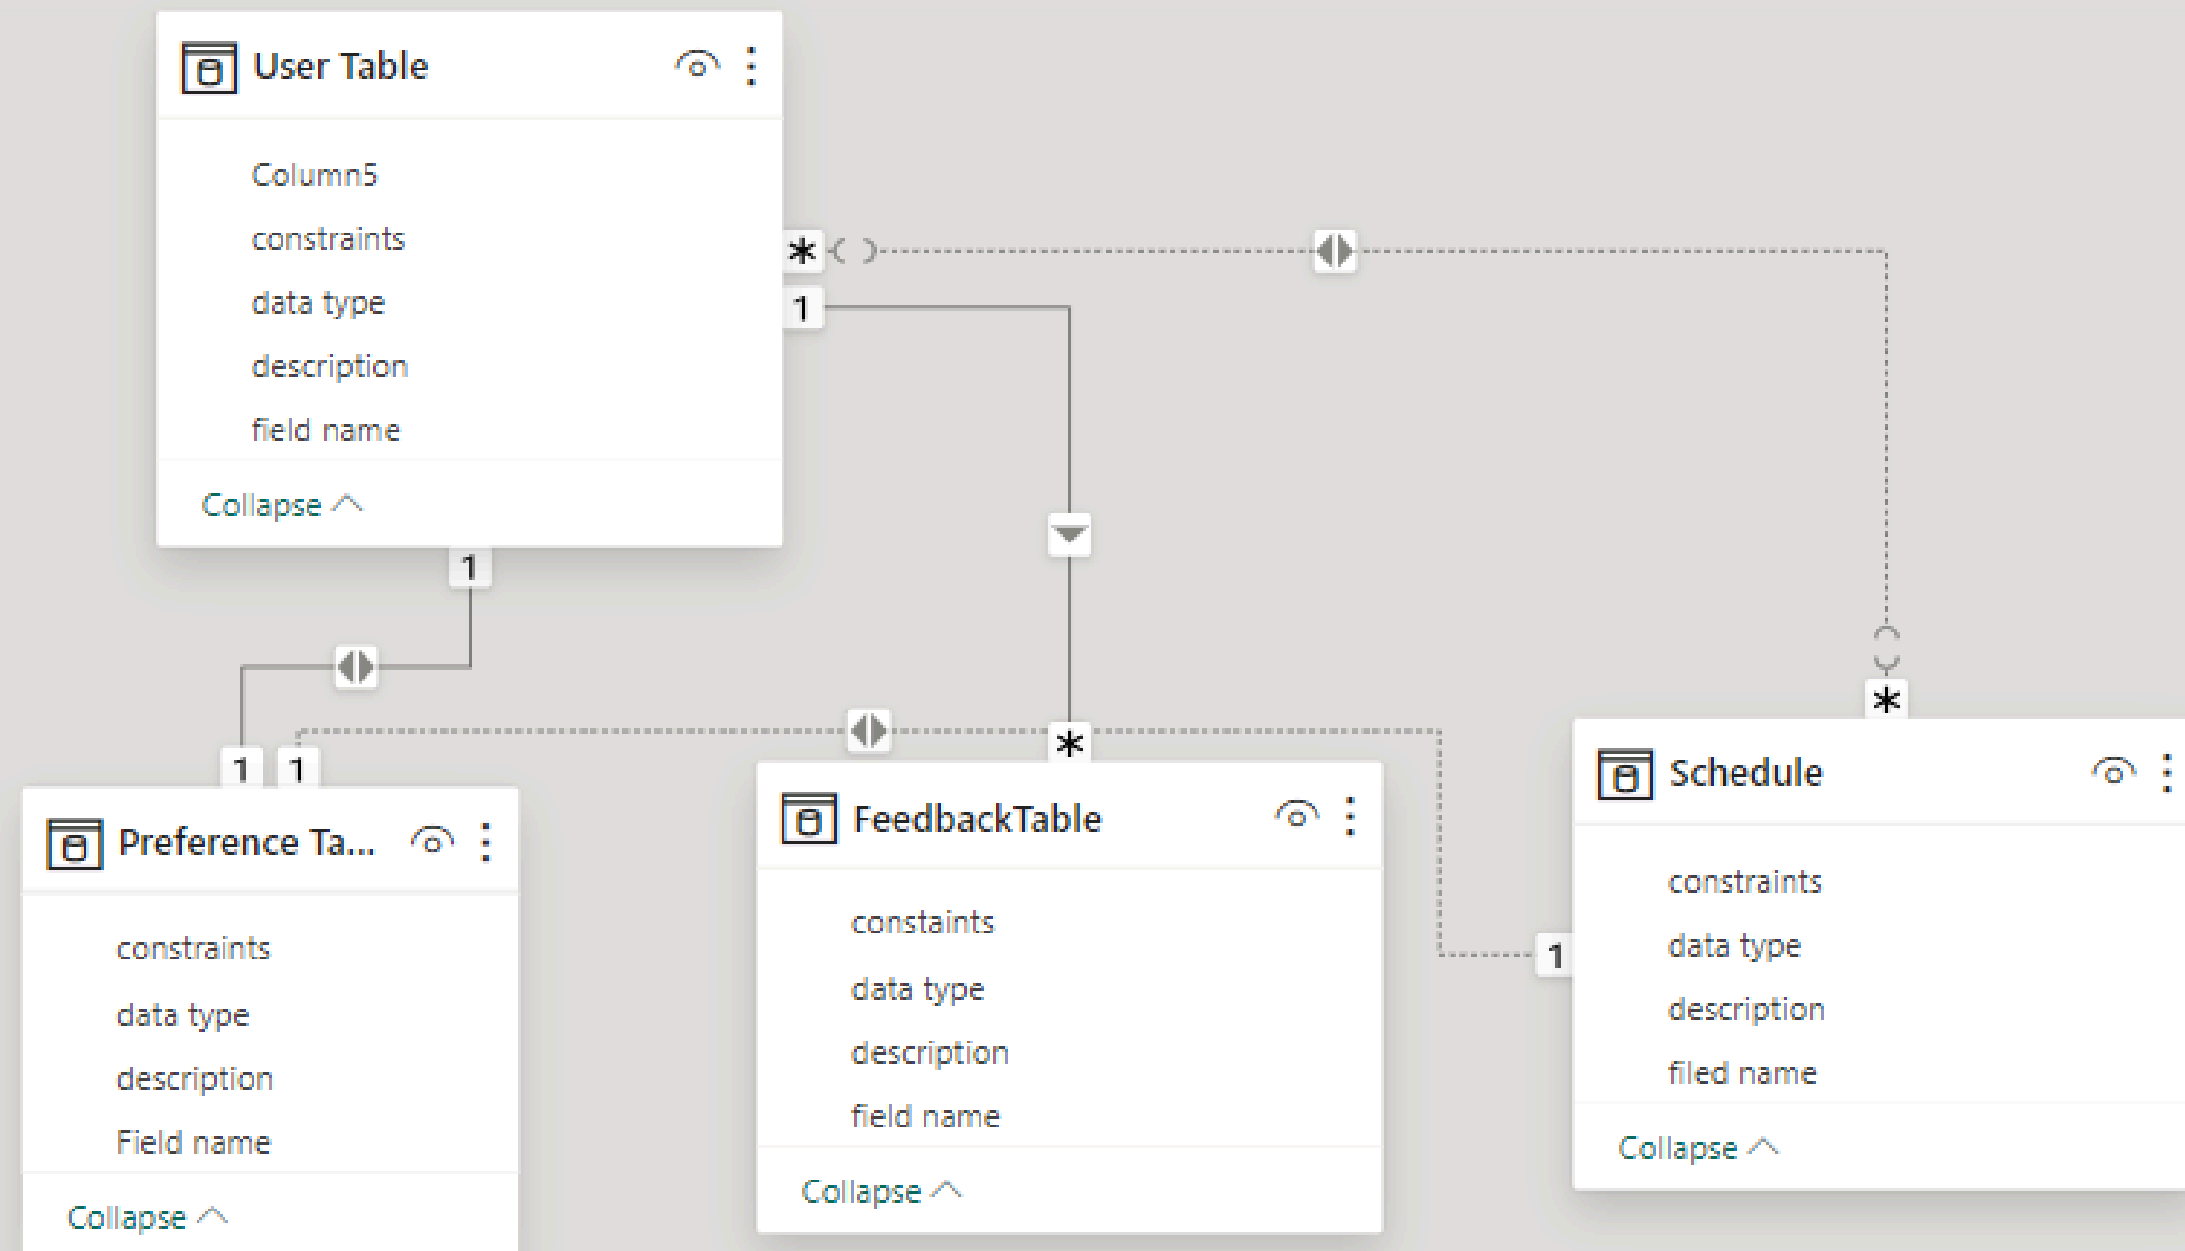 User Table
Column5
constraints
data type
description
field name
Collapse
*
1
1
1
1
*
*
1
Preference Ta...
constraints
data type
description
Field name
Collapse
FeedbackTable
constaints
data type
description
field name
Collapse
Schedule
constraints
data type
description
filed name
Collapse